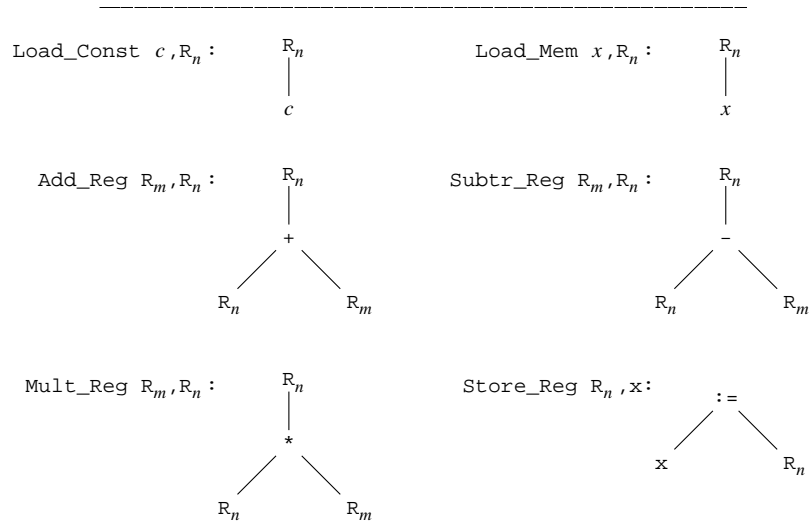 Load_Const c,Rn: Rn Load_Mem x,Rn: Rn
c x
Add_Reg Rm,Rn: Rn Subtr_Reg Rm,Rn: Rn
+ -
Rn Rm Rn Rm
Mult_Reg Rm,Rn: Rn Store_Reg Rn,x: :=
* x Rn
Rn Rm